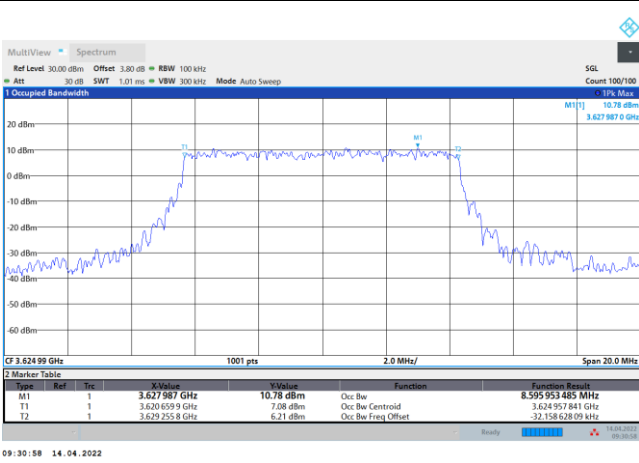 MultiView Spectrum
Ref Level 30.00 dBm Offset 3.80 dB RBW 100 kHz SGL
Att 30 dB SWT 1.01 ms VBW 300 kHz Mode Auto Sweep Count 100/100
1 Occupied Bandwidth 1Pk Max
M1[1] 10.78 dBm
3.627 987 0 GHz
20 dBm
M1
T1 T2
10 dBm
0 dBm
-10 dBm
-20 dBm
-30 dBm
-40 dBm
-50 dBm
-60 dBm
CF 3.624 99 GHz 1001 pts 2.0 MHz/ Span 20.0 MHz
2 Marker Table
Type Ref Trc X-Value Y-Value Function Function Result
M1 1 3.627 987 GHz 10.78 dBm Occ Bw 8.595 953 485 MHz
T1 1 3.620 659 9 GHz 7.08 dBm Occ Bw Centroid 3.624 957 841 GHz
T2 1 3.629 255 8 GHz 6.21 dBm Occ Bw Freq Offset -32.158 628 09 kHz
Ready 14.04.2022
09:30:58
09:30:58 14.04.2022